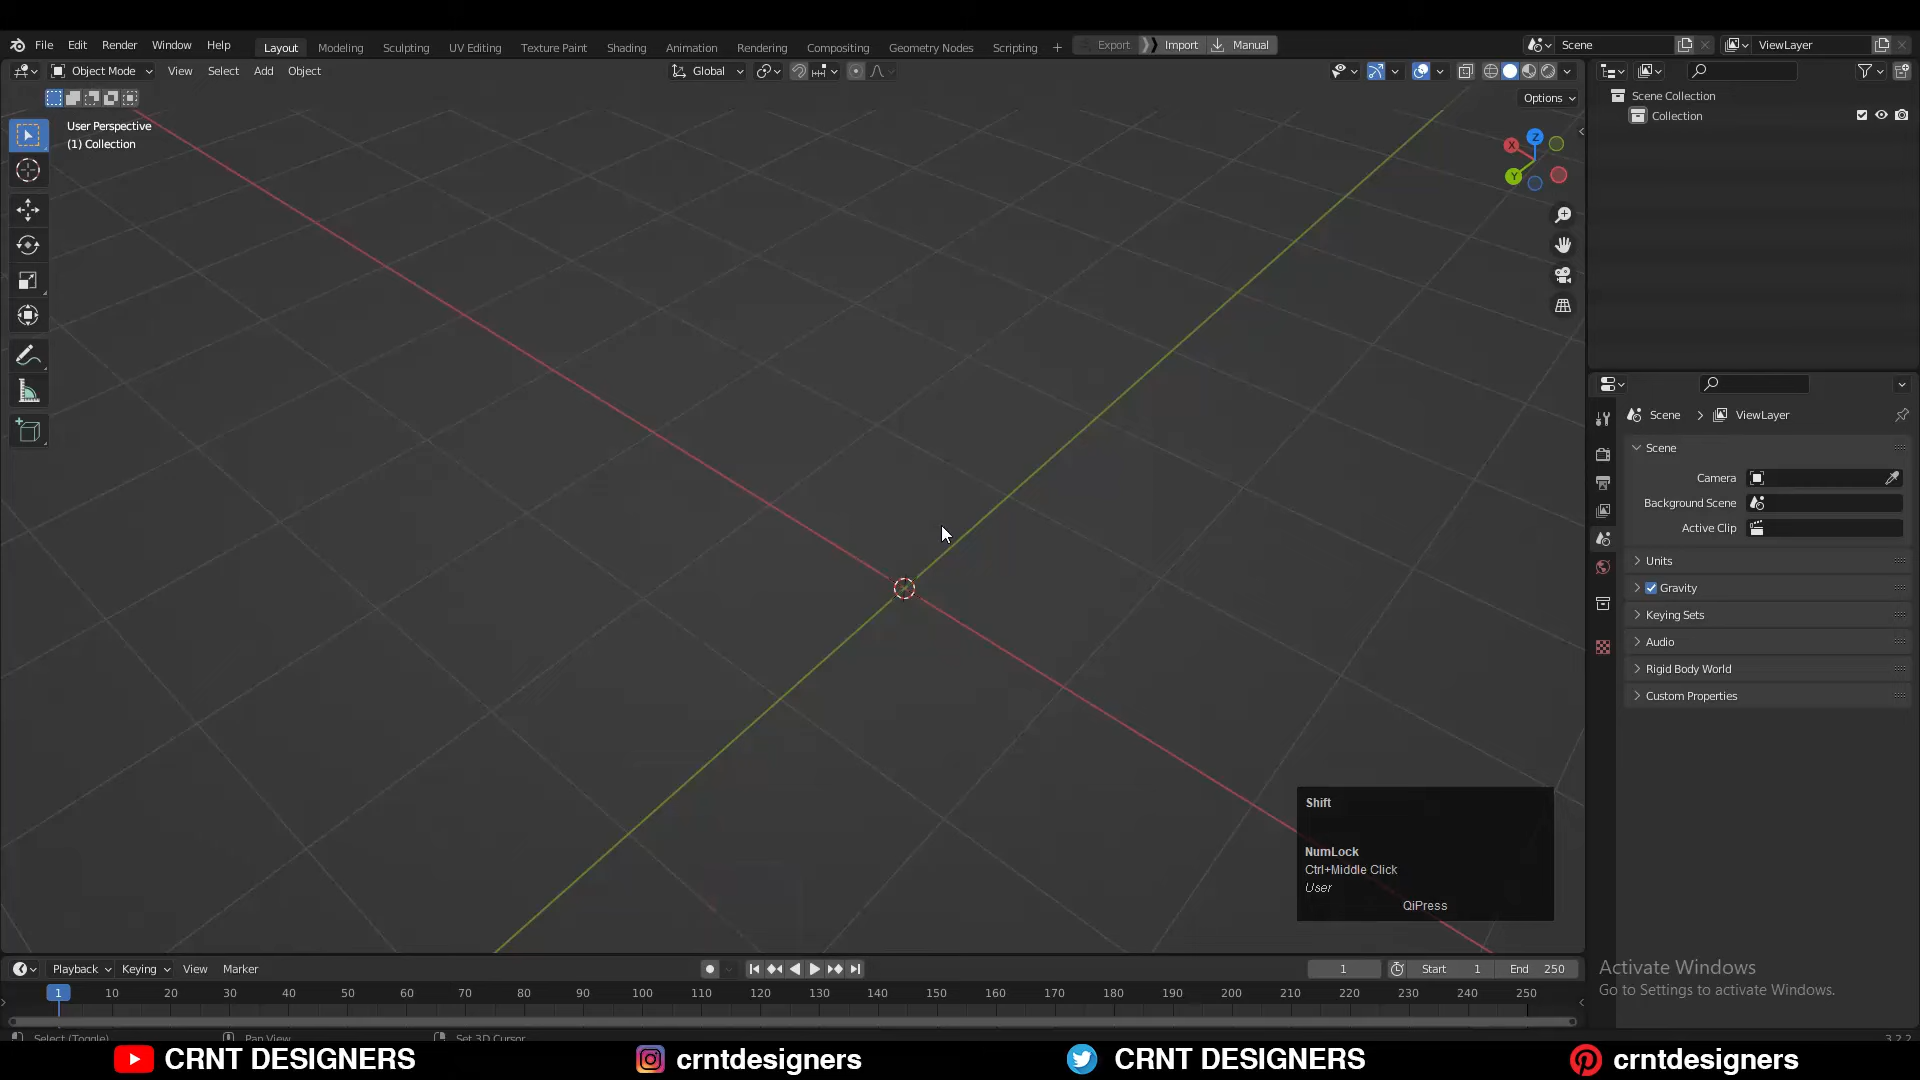 File Edit Render Window Help Layout Modeling Sculpting UV Editing Texture Paint Shading Animation Rendering Compositing Geometry Nodes Scripting + Export Import Manual Scene ViewLayer
Object Mode View Select Add Object Global
Options
User Perspective
(1) Collection
X Z Y
Scene Collection
Collection
Scene > ViewLayer
Scene
Camera
Background Scene
Active Clip
Units
Gravity
Keying Sets
Audio
Rigid Body World
Custom Properties
Shift
NumLock
Ctrl+Middle Click
User
QiPress
Playback Keying View Marker 1 Start 1 End 250
1 10 20 30 40 50 60 70 80 90 100 110 120 130 140 150 160 170 180 190 200 210 220 230 240 250
Activate Windows
Go to Settings to activate Windows.
Select (Toggle) Pan View Set 3D Cursor 3.2.2
CRNT DESIGNERS crntdesigners CRNT DESIGNERS crntdesigners